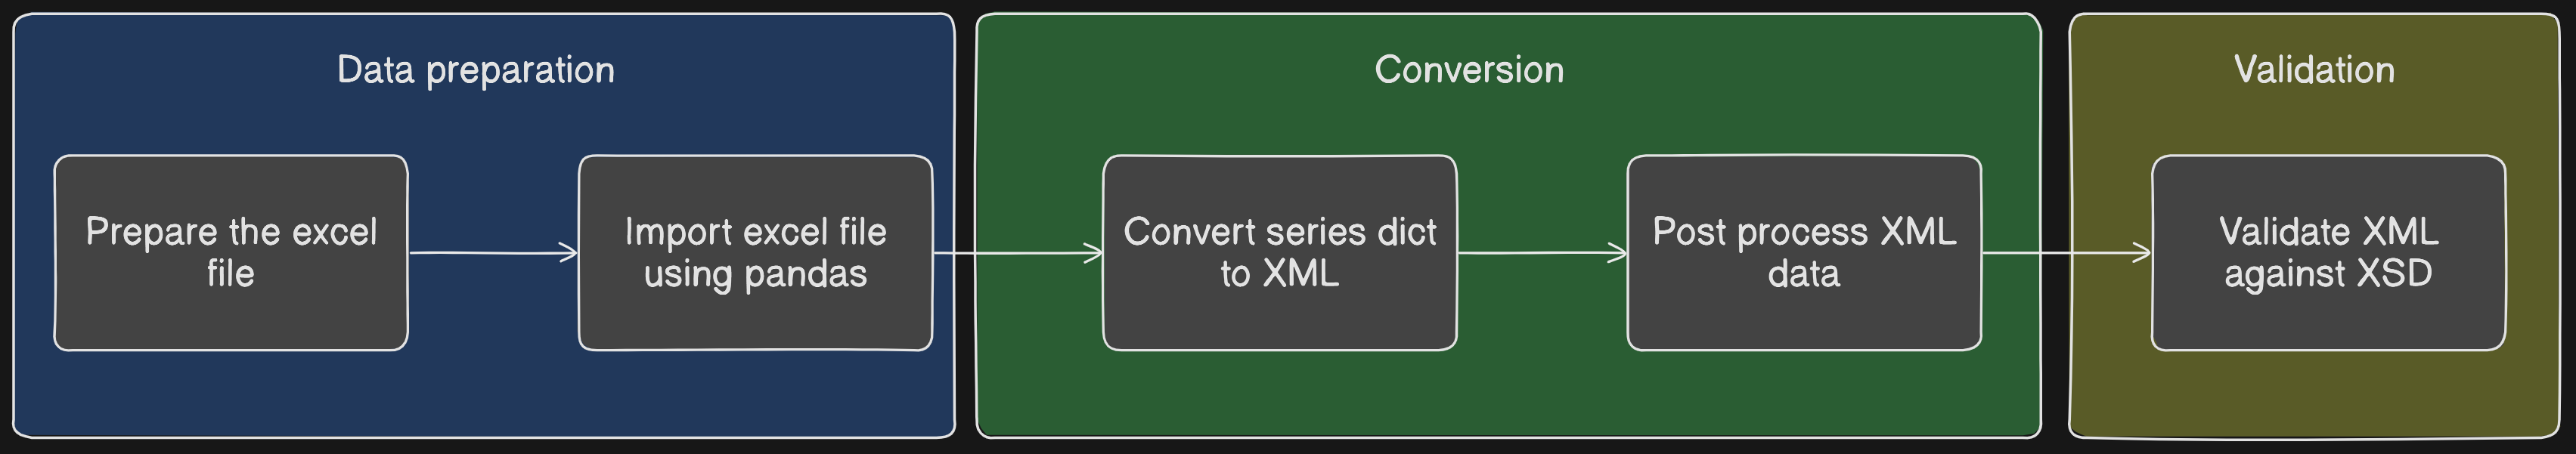 Data preparation
Prepare the excel
file
Import excel file
using pandas
Conversion
Convert series dict
to XML
Post process XML
data
Validation
Validate XML
against XSD